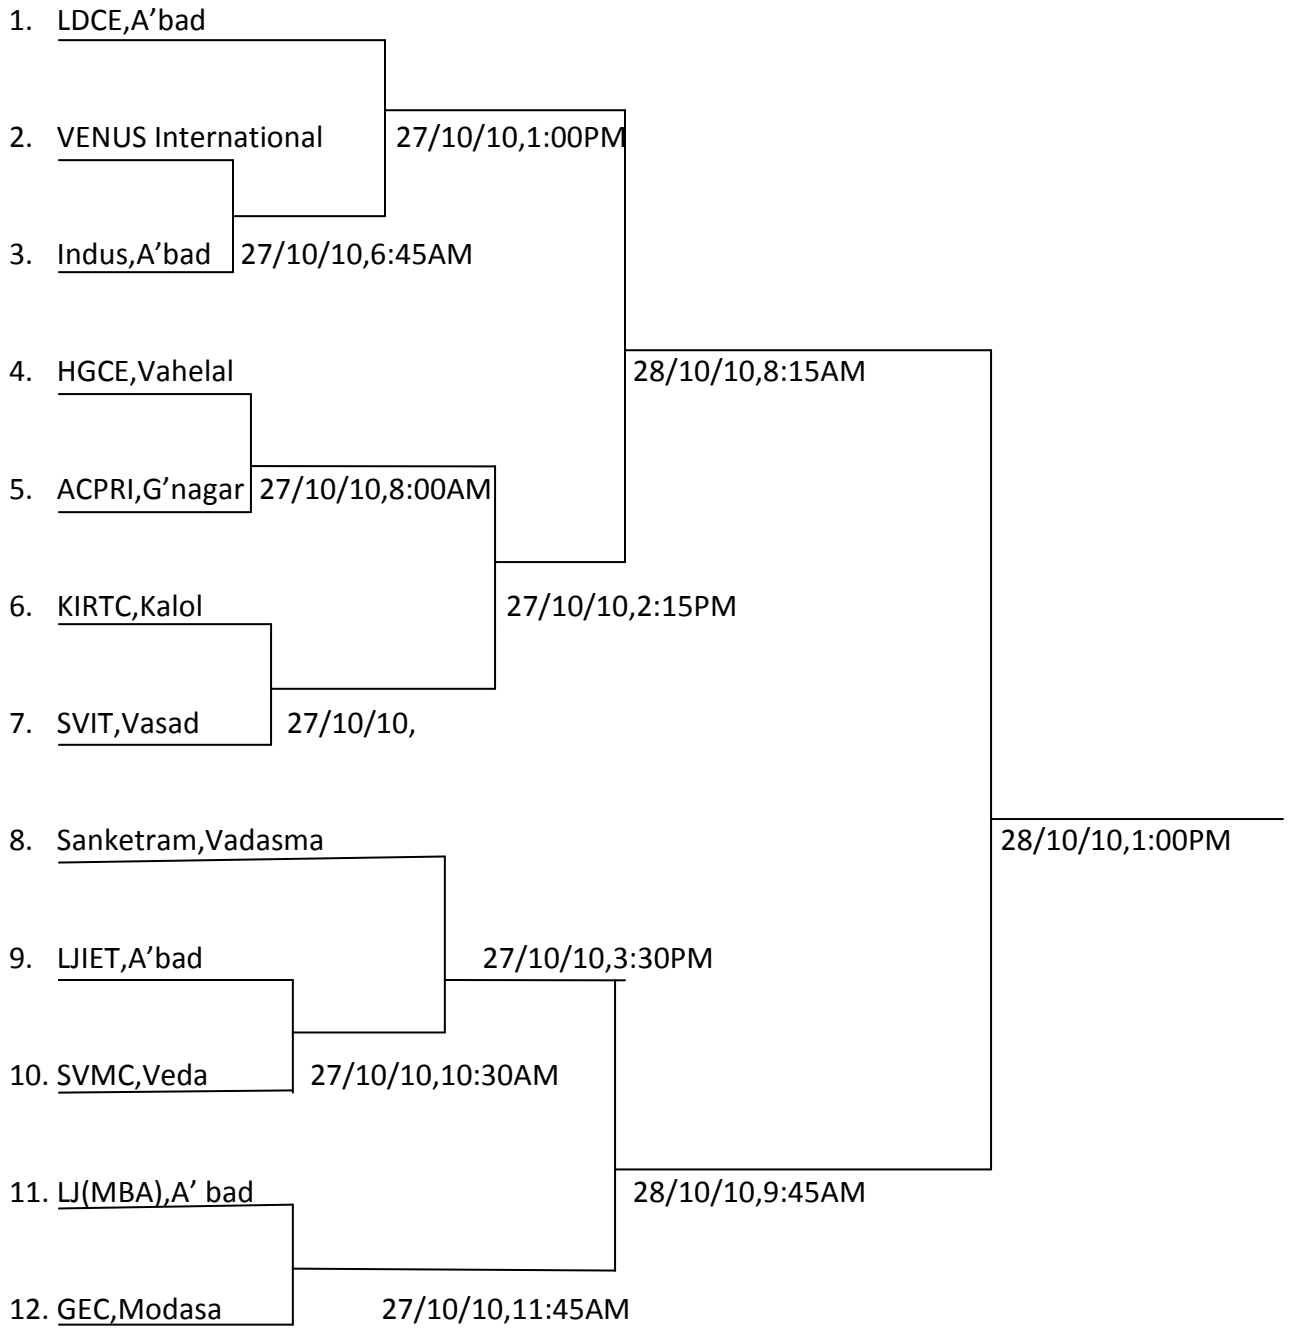 1. LDCE,A’bad
2. VENUS International 27/10/10,1:00PM
3. Indus,A’bad 27/10/10,6:45AM
4. HGCE,Vahelal 28/10/10,8:15AM
5. ACPRI,G’nagar 27/10/10,8:00AM
6. KIRTC,Kalol 27/10/10,2:15PM
7. SVIT,Vasad 27/10/10,
8. Sanketram,Vadasma 28/10/10,1:00PM
9. LJIET,A’bad 27/10/10,3:30PM
10. SVMC,Veda 27/10/10,10:30AM
11. LJ(MBA),A’ bad 28/10/10,9:45AM
12. GEC,Modasa 27/10/10,11:45AM